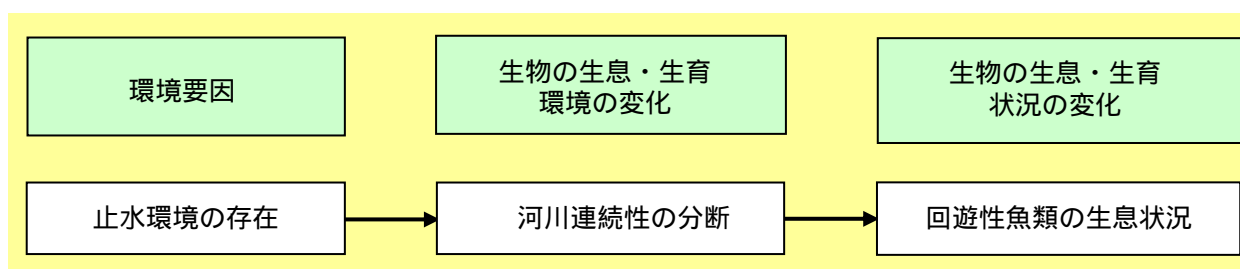 環境要因
生物の生息・生育
環境の変化
生物の生息・生育
状況の変化
止水環境の存在
河川連続性の分断
回遊性魚類の生息状況